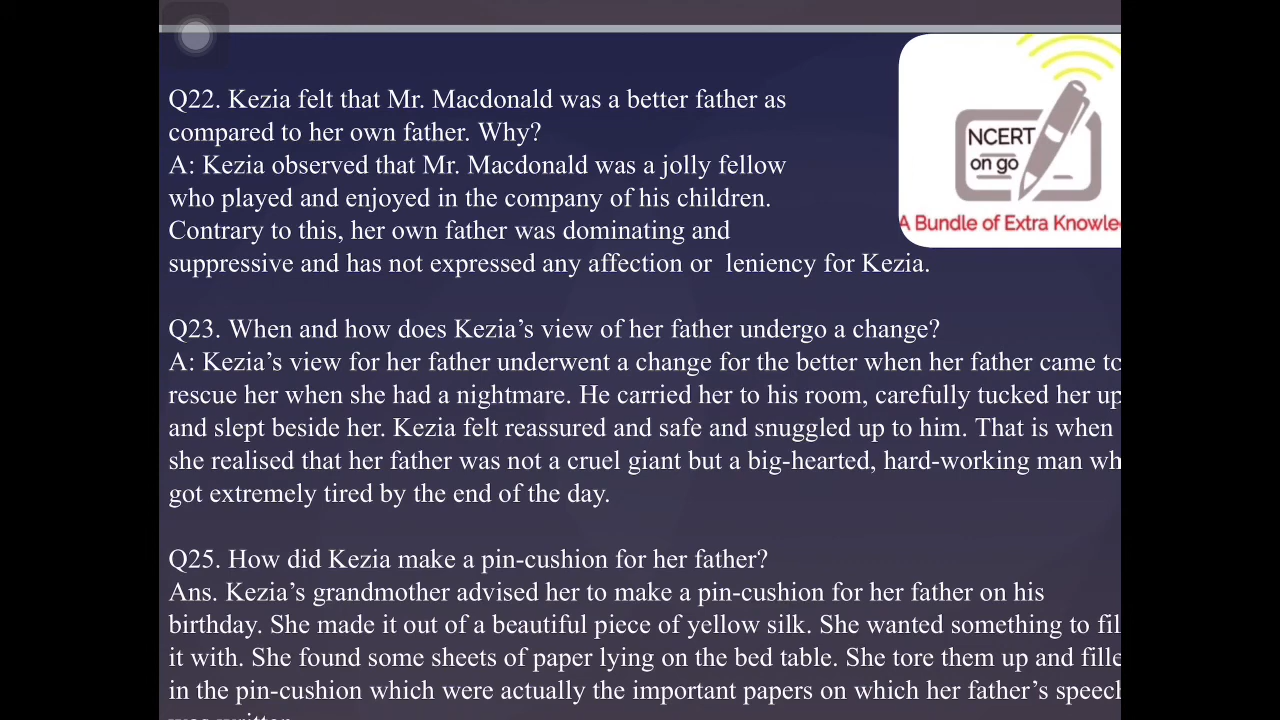 Q22. Kezia felt that Mr. Macdonald was a better father as
compared to her own father. Why?
A: Kezia observed that Mr. Macdonald was a jolly fellow
who played and enjoyed in the company of his children.
Contrary to this, her own father was dominating and
suppressive and has not expressed any affection or  leniency for Kezia.
NCERT
on go
A Bundle of Extra
Q23. When and how does Kezia’s view of her father undergo a change?
A: Kezia’s view for her father underwent a change for the better when her father came to
rescue her when she had a nightmare. He carried her to his room, carefully tucked her up
and slept beside her. Kezia felt reassured and safe and snuggled up to him. That is when
she realised that her father was not a cruel giant but a big-hearted, hard-working man
got extremely tired by the end of the day.
Q25. How did Kezia make a pin-cushion for her father?
Ans. Kezia’s grandmother advised her to make a pin-cushion for her father on his
birthday. She made it out of a beautiful piece of yellow silk. She wanted something to
it with. She found some sheets of paper lying on the bed table. She tore them up and
in the pin-cushion which were actually the important papers on which her father’s speech